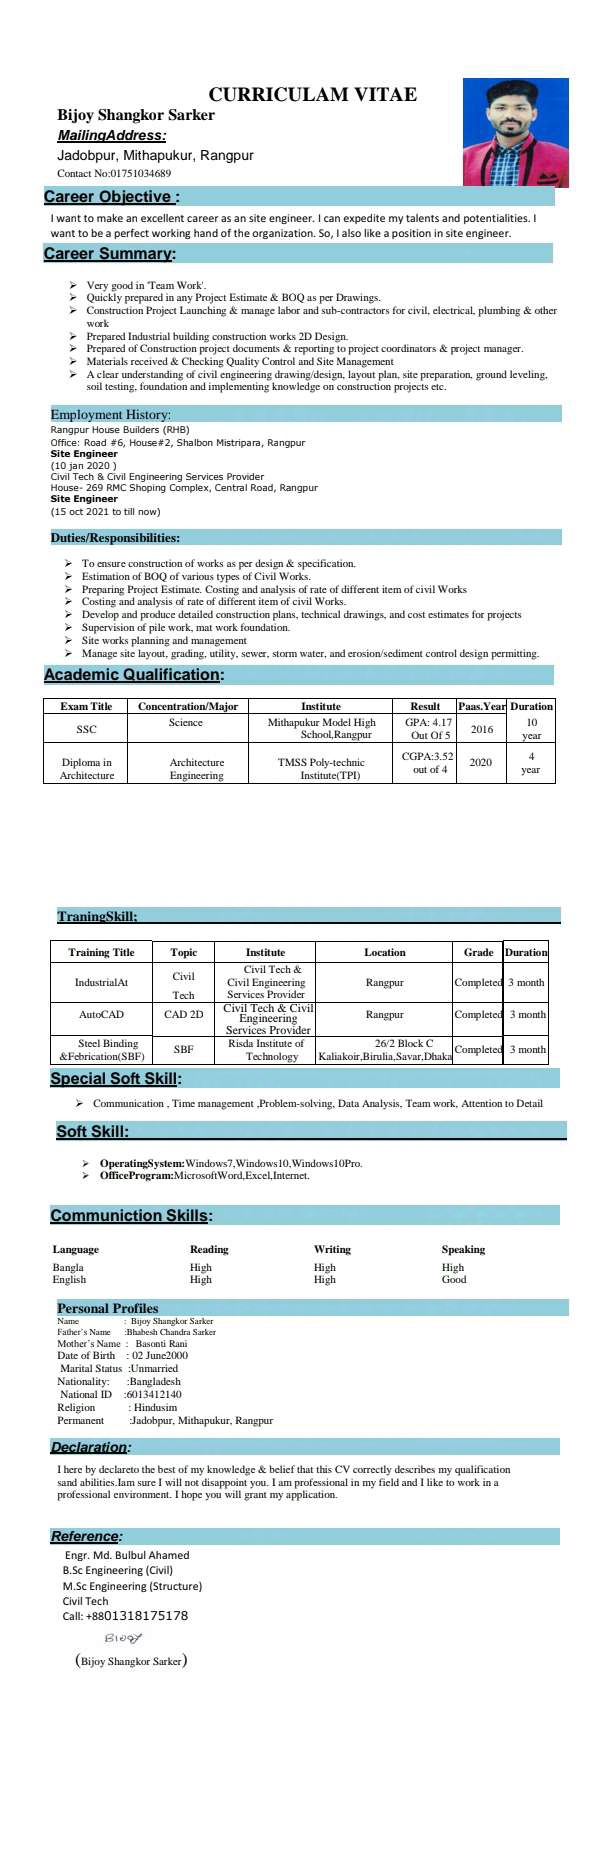 CURRICULAM VITAE
Bijoy Shangkor Sarker
MailingAddress:
Jadobpur, Mithapukur, Rangpur
Contact No:01751034689
Career Objective :
I want to make an excellent career as an site engineer. I can expedite my talents and potentialities. I
want to be a perfect working hand of the organization. So, I also like a position in site engineer.
Career Summary:
➢ Very good in 'Team Work'.
➢ Quickly prepared in any Project Estimate & BOQ as per Drawings.
➢ Construction Project Launching & manage labor and sub-contractors for civil, electrical, plumbing & other
work
➢ Prepared Industrial building construction works 2D Design.
➢ Prepared of Construction project documents & reporting to project coordinators & project manager.
➢ Materials received & Checking Quality Control and Site Management
➢ A clear understanding of civil engineering drawing/design, layout plan, site preparation, ground leveling,
soil testing, foundation and implementing knowledge on construction projects etc.
Employment History:
Rangpur House Builders (RHB)
Office: Road #6, House#2, Shalbon Mistripara, Rangpur
Site Engineer
(10 jan 2020 )
Civil Tech & Civil Engineering Services Provider
House- 269 RMC Shoping Complex, Central Road, Rangpur
Site Engineer
(15 oct 2021 to till now)
Duties/Responsibilities:
➢ To ensure construction of works as per design & specification.
➢ Estimation of BOQ of various types of Civil Works.
➢ Preparing Project Estimate. Costing and analysis of rate of different item of civil Works
➢ Costing and analysis of rate of different item of civil Works.
➢ Develop and produce detailed construction plans, technical drawings, and cost estimates for projects
➢ Supervision of pile work, mat work foundation.
➢ Site works planning and management
➢ Manage site layout, grading, utility, sewer, storm water, and erosion/sediment control design permitting.
Academic Qualification:
Exam Title Concentration/Major Institute Result Paas.Year Duration
SSC Science Mithapukur Model High School,Rangpur GPA: 4.17 Out Of 5 2016 10 year
Diploma in Architecture Architecture Engineering TMSS Poly-technic Institute(TPI) CGPA:3.52 out of 4 2020 4 year
TraningSkill;
Training Title Topic Institute Location Grade Duration
IndustrialAt Civil Tech Civil Tech & Civil Engineering Services Provider Rangpur Completed 3 month
AutoCAD CAD 2D Civil Tech & Civil Engineering Services Provider Rangpur Completed 3 month
Steel Binding &Febrication(SBF) SBF Risda Institute of Technology 26/2 Block C Kaliakoir,Birulia,Savar,Dhaka Completed 3 month
Special Soft Skill:
➢ Communication , Time management ,Problem-solving, Data Analysis, Team work, Attention to Detail
Soft Skill:
➢ OperatingSystem:Windows7,Windows10,Windows10Pro.
➢ OfficeProgram:MicrosoftWord,Excel,Internet.
Communiction Skills:
Language Reading Writing Speaking
Bangla High High High
English High High Good
Personal Profiles
Name : Bijoy Shangkor Sarker
Father's Name :Bhabesh Chandra Sarker
Mother's Name : Basonti Rani
Date of Birth : 02 June2000
Marital Status :Unmarried
Nationality: :Bangladesh
National ID :6013412140
Religion : Hindusim
Permanent :Jadobpur, Mithapukur, Rangpur
Declaration:
I here by declareto the best of my knowledge & belief that this CV correctly describes my qualification
sand abilities.Iam sure I will not disappoint you. I am professional in my field and I like to work in a
professional environment. I hope you will grant my application.
Reference:
Engr. Md. Bulbul Ahamed
B.Sc Engineering (Civil)
M.Sc Engineering (Structure)
Civil Tech
Call: +8801318175178
Bijoy
(Bijoy Shangkor Sarker)